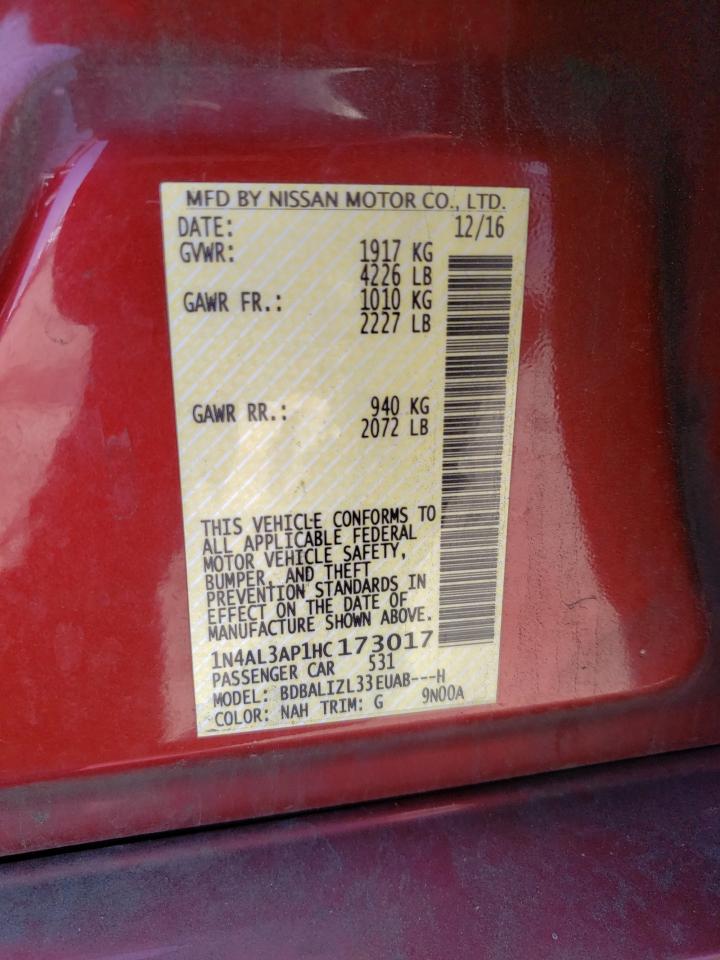 MFD BY NISSAN MOTOR CO., LTD.
DATE: 12/16
GVWR: 1917 KG
4226 LB
GAWR FR.: 1010 KG
2227 LB
GAWR RR.: 940 KG
2072 LB
THIS VEHICLE CONFORMS TO
ALL APPLICABLE FEDERAL
MOTOR VEHICLE SAFETY,
BUMPER, AND THEFT
PREVENTION STANDARDS IN
EFFECT ON THE DATE OF
MANUFACTURE SHOWN ABOVE.
1N4AL3AP1HC173017
PASSENGER CAR 531
MODEL: BDBALIZL33EUAB---H
COLOR: NAH TRIM: G 9N00A